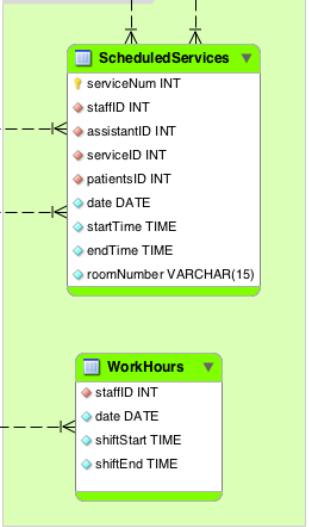 ScheduledServices
serviceNum INT
staffID INT
assistantID INT
serviceID INT
patientsID INT
date DATE
startTime TIME
endTime TIME
roomNumber VARCHAR(15)
WorkHours
staffID INT
date DATE
shiftStart TIME
shiftEnd TIME